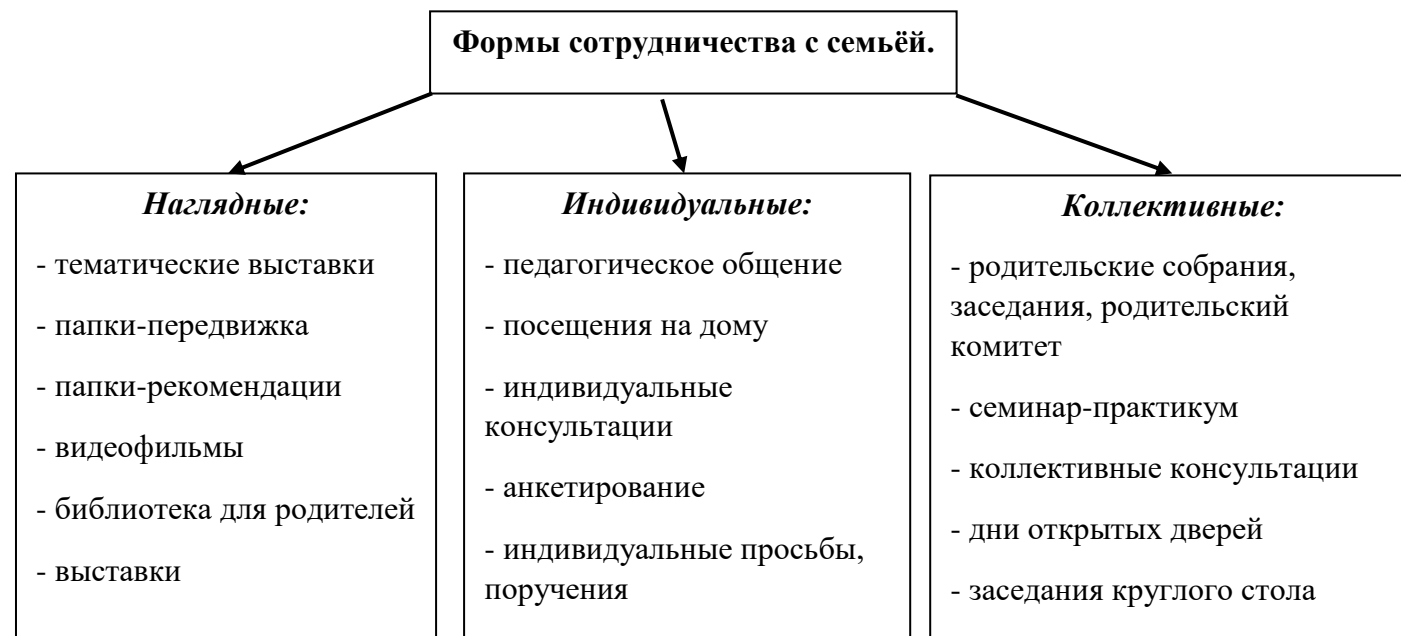 Формы сотрудничества с семьёй.
Наглядные:
- тематические выставки
- папки-передвижка
- папки-рекомендации
- видеофильмы
- библиотека для родителей
- выставки
Индивидуальные:
- педагогическое общение
- посещения на дому
- индивидуальные
консультации
- анкетирование
- индивидуальные просьбы,
поручения
Коллективные:
- родительские собрания,
заседания, родительский
комитет
- семинар-практикум
- коллективные консультации
- дни открытых дверей
- заседания круглого стола